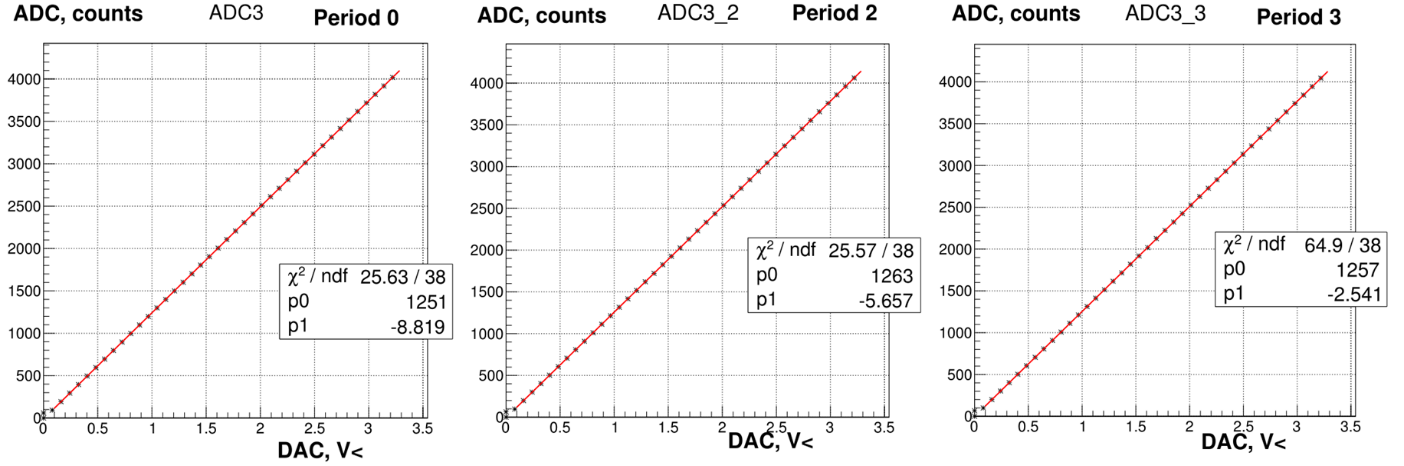 ADC, counts ADC3 Period 0
4000
3500
3000
2500
2000
1500
1000
500
0
0 0.5 1 1.5 2 2.5 3 3.5
DAC, V<
χ² / ndf 25.63 / 38
p0 1251
p1 -8.819
ADC, counts ADC3_2 Period 2
4000
3500
3000
2500
2000
1500
1000
500
0
0 0.5 1 1.5 2 2.5 3 3.5
DAC, V<
χ² / ndf 25.57 / 38
p0 1263
p1 -5.657
ADC, counts ADC3_3 Period 3
4000
3500
3000
2500
2000
1500
1000
500
0
0 0.5 1 1.5 2 2.5 3 3.5
DAC, V<
χ² / ndf 64.9 / 38
p0 1257
p1 -2.541